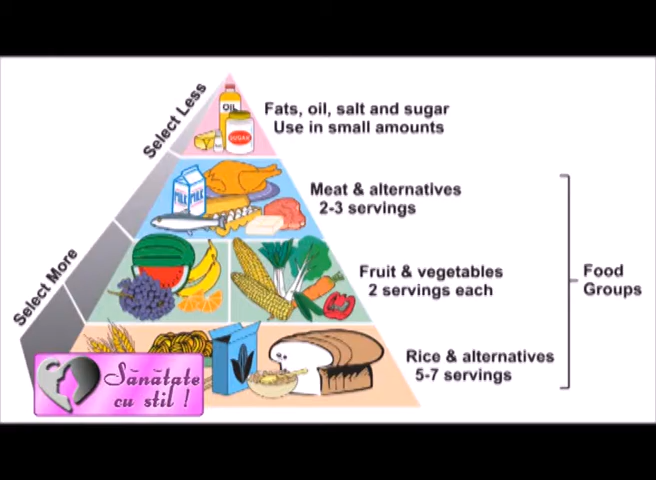 Select Less
OIL
SUGAR
Fats, oil, salt and sugar
Use in small amounts
MILK
MILK
Meat & alternatives
2-3 servings
Select More
Fruit & vegetables
2 servings each
Food
Groups
Rice & alternatives
5-7 servings
Sănătate
cu stil !